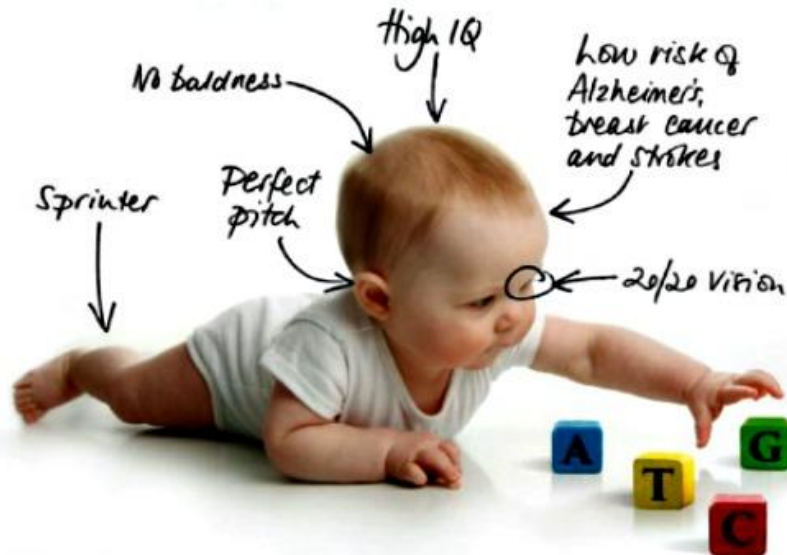 High IQ
No baldness
Low risk of
Alzheimer's,
breast cancer
and strokes
Perfect
pitch
Sprinter
20/20 Vision
A
G
T
C